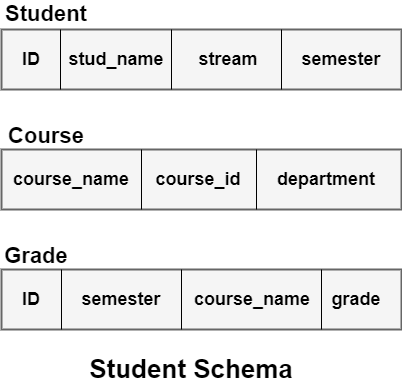 Student
ID stud_name stream semester
Course
course_name course_id department
Grade
ID semester course_name grade
Student Schema